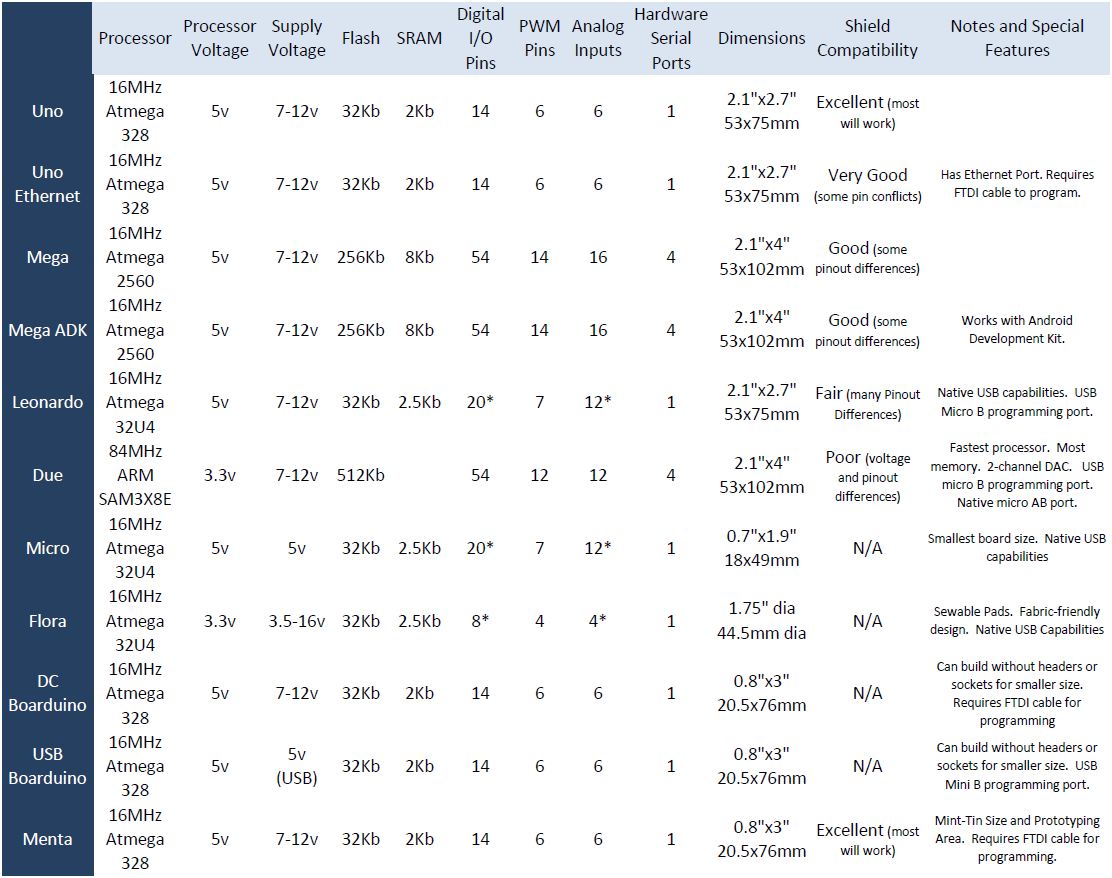 Processor Processor Voltage Supply Voltage Flash SRAM Digital I/O Pins PWM Pins Analog Inputs Hardware Serial Ports Dimensions Shield Compatibility Notes and Special Features
Uno 16MHz Atmega 328 5v 7-12v 32Kb 2Kb 14 6 6 1 2.1"x2.7" 53x75mm Excellent (most will work)
Uno Ethernet 16MHz Atmega 328 5v 7-12v 32Kb 2Kb 14 6 6 1 2.1"x2.7" 53x75mm Very Good (some pin conflicts) Has Ethernet Port. Requires FTDI cable to program.
Mega 16MHz Atmega 2560 5v 7-12v 256Kb 8Kb 54 14 16 4 2.1"x4" 53x102mm Good (some pinout differences)
Mega ADK 16MHz Atmega 2560 5v 7-12v 256Kb 8Kb 54 14 16 4 2.1"x4" 53x102mm Good (some pinout differences) Works with Android Development Kit.
Leonardo 16MHz Atmega 32U4 5v 7-12v 32Kb 2.5Kb 20* 7 12* 1 2.1"x2.7" 53x75mm Fair (many Pinout Differences) Native USB capabilities. USB Micro B programming port.
Due 84MHz ARM SAM3X8E 3.3v 7-12v 512Kb 54 12 12 4 2.1"x4" 53x102mm Poor (voltage and pinout differences) Fastest processor. Most memory. 2-channel DAC. USB micro B programming port. Native micro AB port.
Micro 16MHz Atmega 32U4 5v 5v 32Kb 2.5Kb 20* 7 12* 1 0.7"x1.9" 18x49mm N/A Smallest board size. Native USB capabilities
Flora 16MHz Atmega 32U4 3.3v 3.5-16v 32Kb 2.5Kb 8* 4 4* 1 1.75" dia 44.5mm dia N/A Sewable Pads. Fabric-friendly design. Native USB Capabilities
DC Boarduino 16MHz Atmega 328 5v 7-12v 32Kb 2Kb 14 6 6 1 0.8"x3" 20.5x76mm N/A Can build without headers or sockets for smaller size. Requires FTDI cable for programming
USB Boarduino 16MHz Atmega 328 5v 5v (USB) 32Kb 2Kb 14 6 6 1 0.8"x3" 20.5x76mm N/A Can build without headers or sockets for smaller size. USB Mini B programming port.
Menta 16MHz Atmega 328 5v 7-12v 32Kb 2Kb 14 6 6 1 0.8"x3" 20.5x76mm Excellent (most will work) Mint-Tin Size and Prototyping Area. Requires FTDI cable for programming.